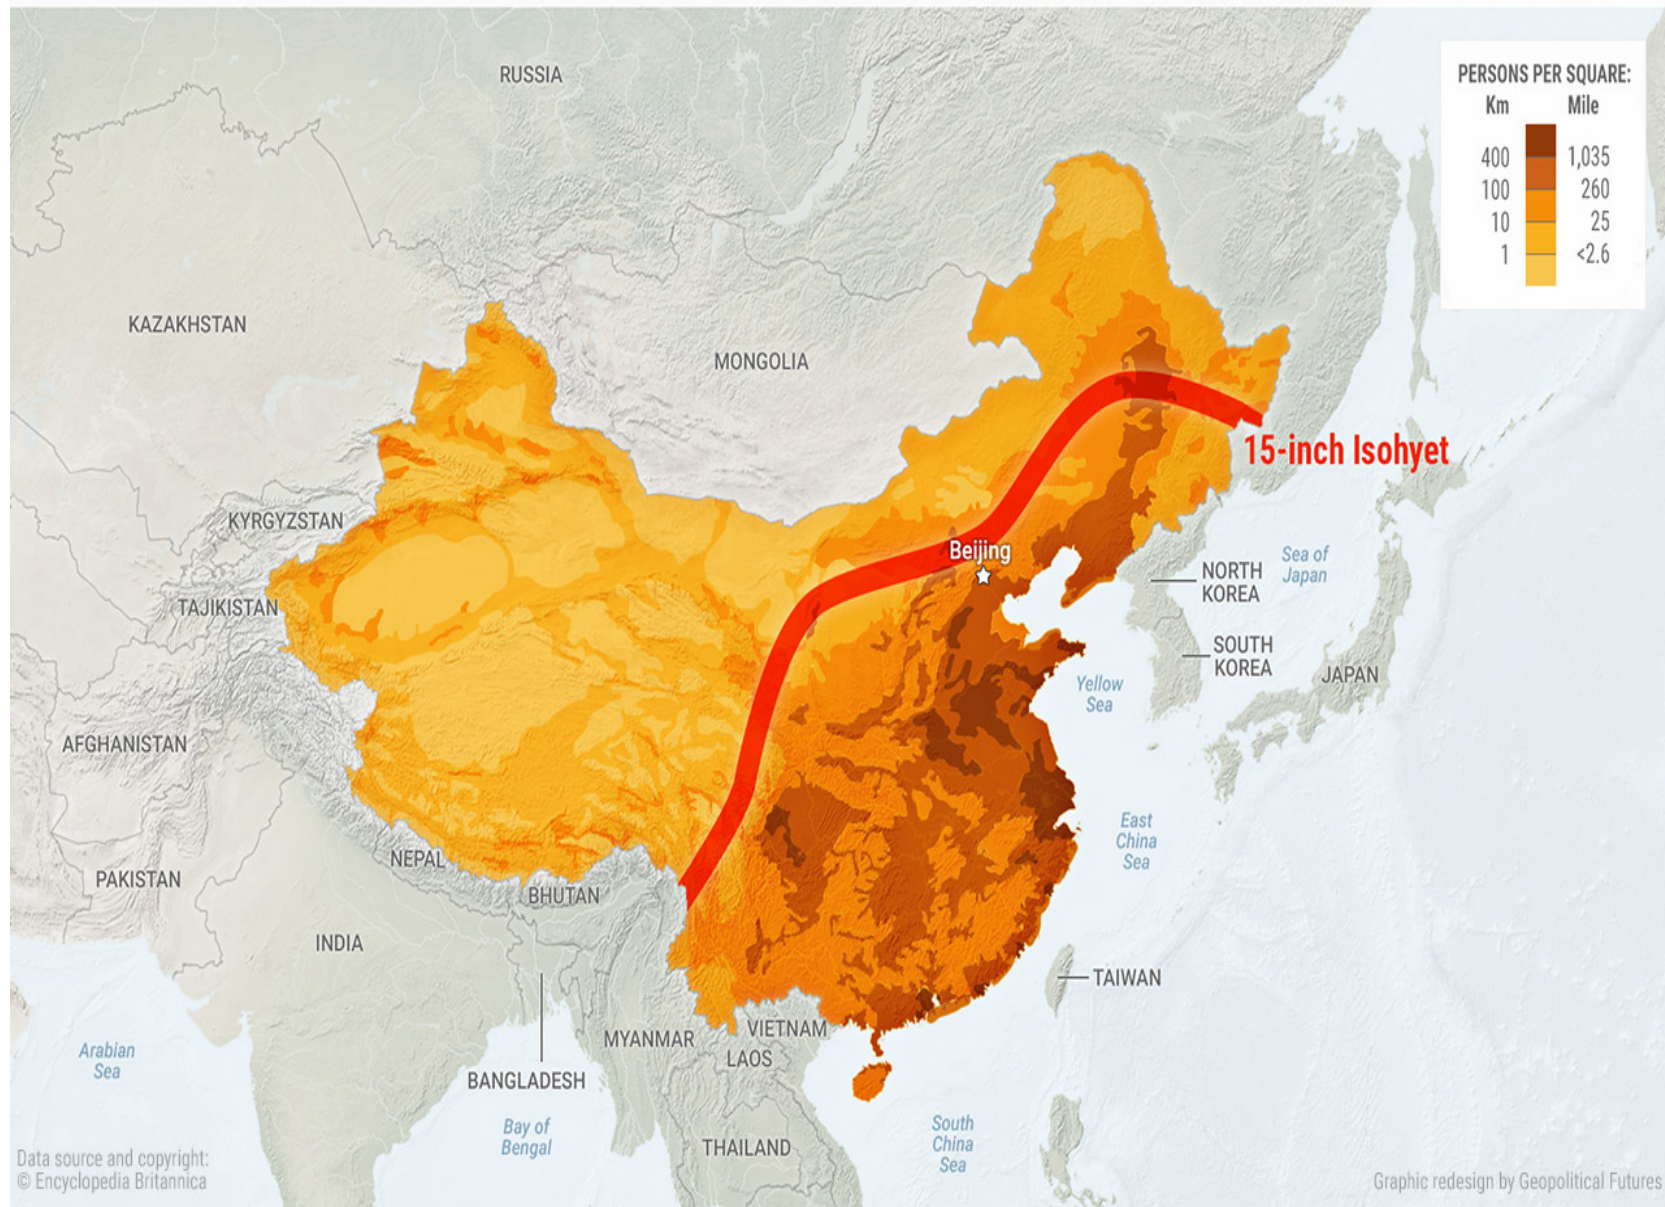 RUSSIA
PERSONS PER SQUARE:
Km Mile
400 1,035
100 260
10 25
1 <2.6
KAZAKHSTAN
MONGOLIA
15-inch Isohyet
KYRGYZSTAN
Beijing
Sea of
Japan
NORTH
KOREA
TAJIKISTAN
SOUTH
KOREA
JAPAN
Yellow
Sea
AFGHANISTAN
East
China
Sea
NEPAL
PAKISTAN
BHUTAN
INDIA
TAIWAN
VIETNAM
MYANMAR
LAOS
Arabian
Sea
BANGLADESH
Bay of
Bengal
South
China
Sea
THAILAND
Data source and copyright:
© Encyclopedia Britannica
Graphic redesign by Geopolitical Futures